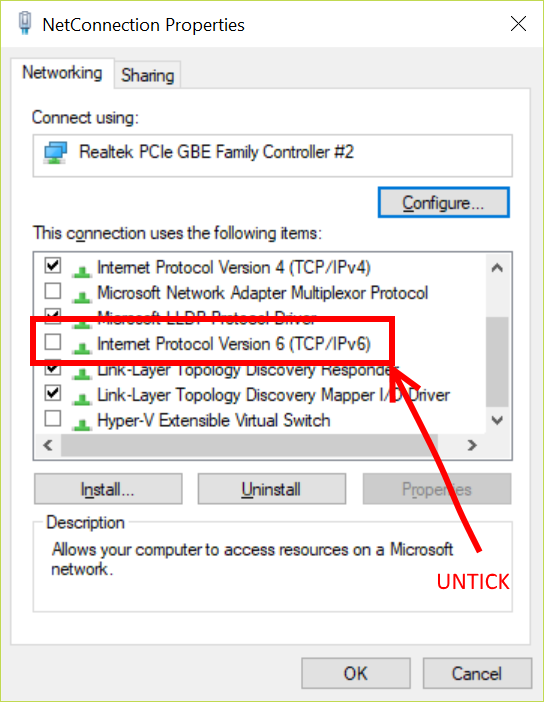 NetConnection Properties
Networking
Sharing
Connect using:
Realtek PCIe GBE Family Controller #2
Configure...
This connection uses the following items:
Internet Protocol Version 4 (TCP/IPv4)
Microsoft Network Adapter Multiplexor Protocol
Microsoft LLDP Protocol Driver
Internet Protocol Version 6 (TCP/IPv6)
Link-Layer Topology Discovery Responder
Link-Layer Topology Discovery Mapper I/O Driver
Hyper-V Extensible Virtual Switch
Install...
Uninstall
Properties
Description
Allows your computer to access resources on a Microsoft
network.
UNTICK
OK
Cancel